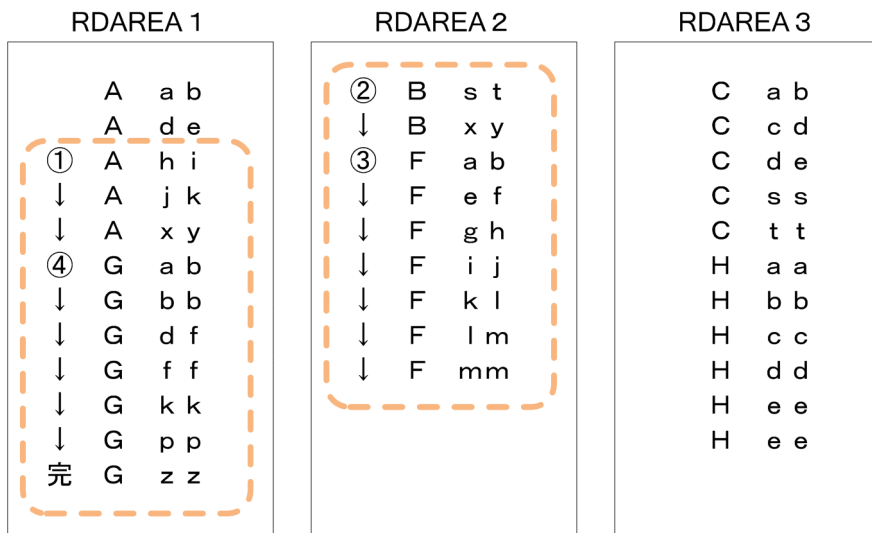 RDAREA 1
A a b
A d e
① A h i
↓ A j k
↓ A x y
④ G a b
↓ G b b
↓ G d f
↓ G f f
↓ G k k
↓ G p p
完 G z z
RDAREA 2
② B s t
↓ B x y
③ F a b
↓ F e f
↓ F g h
↓ F i j
↓ F k l
↓ F l m
↓ F m m
RDAREA 3
C a b
C c d
C d e
C s s
C t t
H a a
H b b
H c c
H d d
H e e
H e e